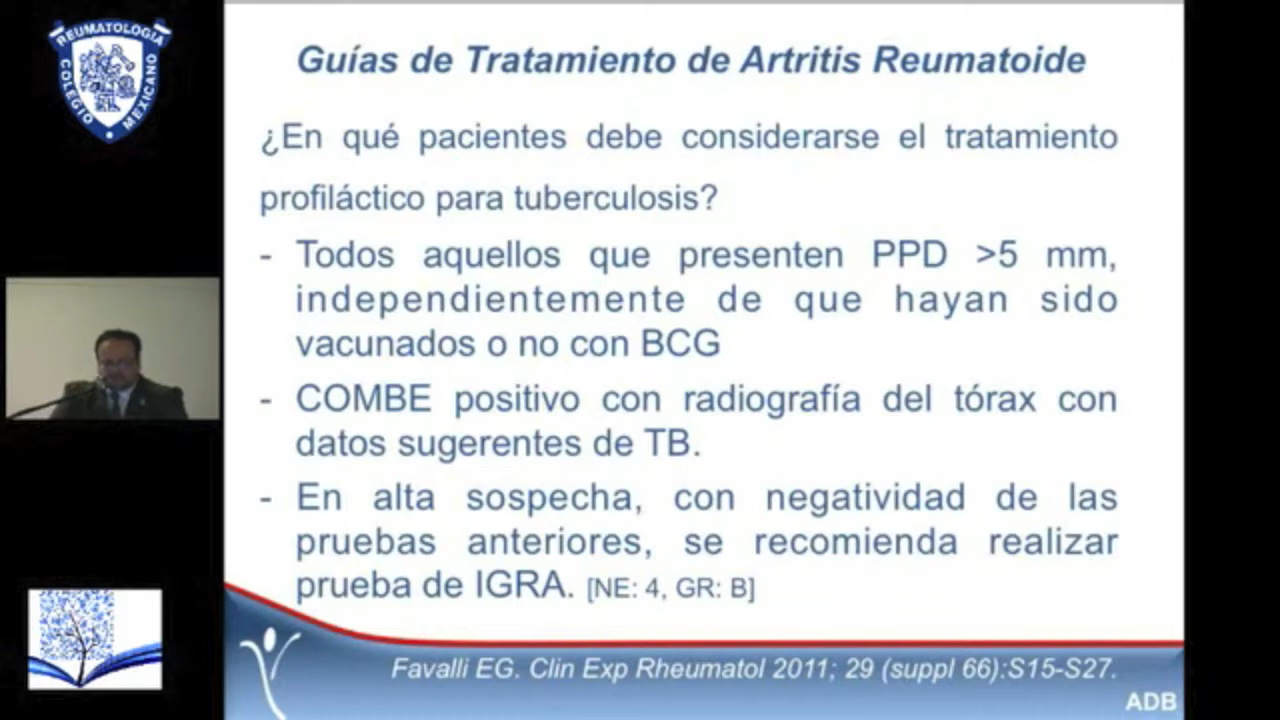 REUMATOLOGIA
COLEGIO
MEXICANO
Guías de Tratamiento de Artritis Reumatoide
¿En qué pacientes debe considerarse el tratamiento
profiláctico para tuberculosis?
- Todos aquellos que presenten PPD >5 mm,
independientemente de que hayan sido
vacunados o no con BCG
- COMBE positivo con radiografía del tórax con
datos sugerentes de TB.
- En alta sospecha, con negatividad de las
pruebas anteriores, se recomienda realizar
prueba de IGRA. [NE: 4, GR: B]
Favalli EG. Clin Exp Rheumatol 2011; 29 (suppl 66):S15-S27.
ADB